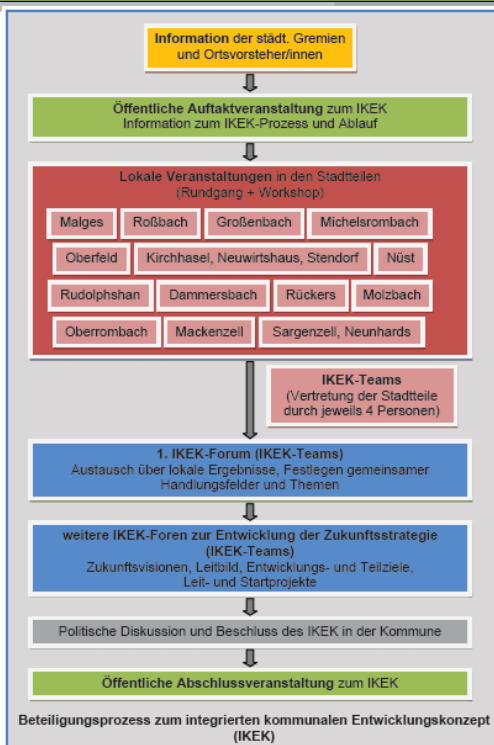 Information der städt. Gremien
und Ortsvorsteher/innen
Öffentliche Auftaktveranstaltung zum IKEK
Information zum IKEK-Prozess und Ablauf
Lokale Veranstaltungen in den Stadtteilen
(Rundgang + Workshop)
Malges Roßbach Großenbach Michelsrombach
Oberfeld Kirchhasel, Neuwirtshaus, Stendorf Nüst
Rudolphshan Dammersbach Rückers Molzbach
Oberrombach Mackenzell Sargenzell, Neunhards
IKEK-Teams
(Vertretung der Stadtteile
durch jeweils 4 Personen)
1. IKEK-Forum (IKEK-Teams)
Austausch über lokale Ergebnisse, Festlegen gemeinsamer
Handlungsfelder und Themen
weitere IKEK-Foren zur Entwicklung der Zukunftsstrategie
(IKEK-Teams)
Zukunftsvisionen, Leitbild, Entwicklungs- und Teilziele,
Leit- und Startprojekte
Politische Diskussion und Beschluss des IKEK in der Kommune
Öffentliche Abschlussveranstaltung zum IKEK
Beteiligungsprozess zum integrierten kommunalen Entwicklungskonzept
(IKEK)